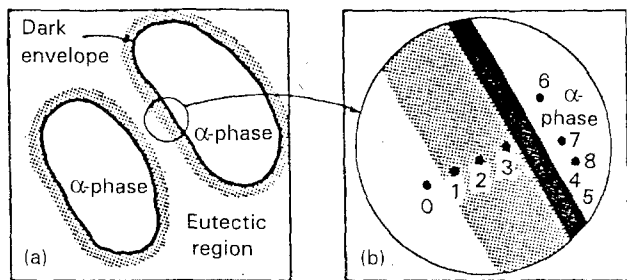 Dark
envelope
α-phase
α-phase
Eutectic
region
(a)
6
α-
phase
7
8
3
4
2
5
1
0
(b)